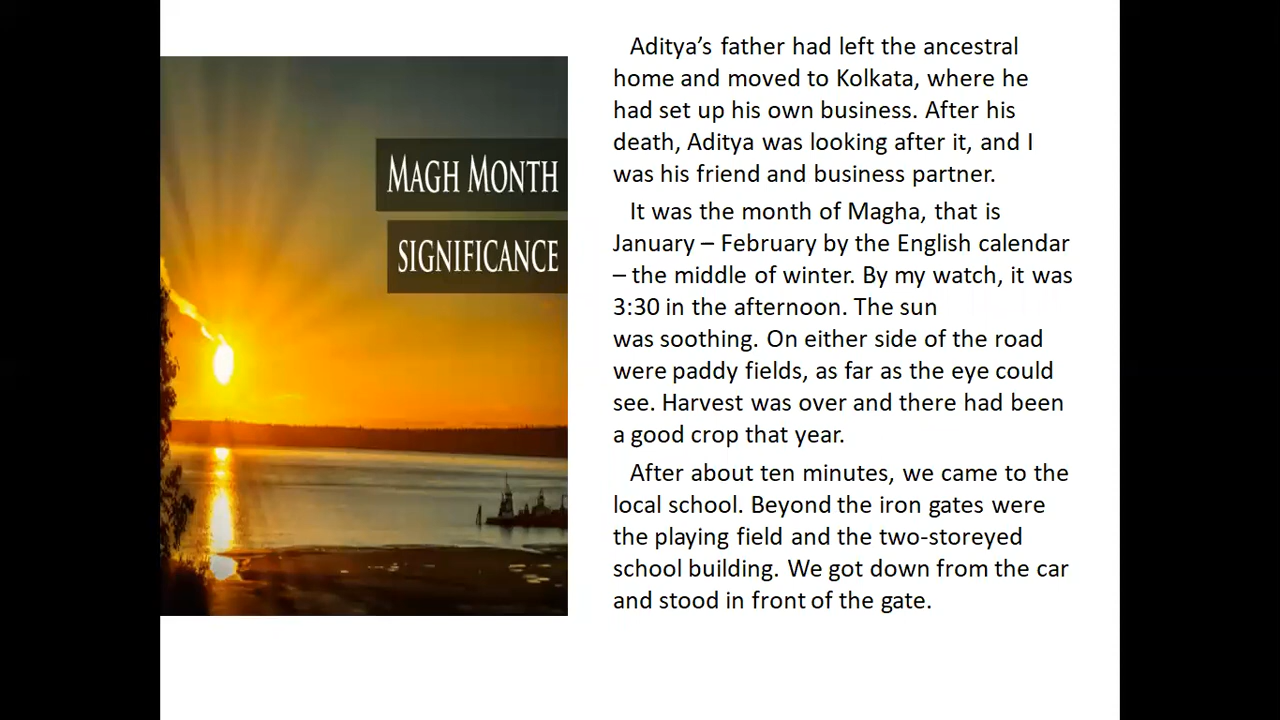 MAGH MONTH
SIGNIFICANCE
Aditya’s father had left the ancestral
home and moved to Kolkata, where he
had set up his own business. After his
death, Aditya was looking after it, and I
was his friend and business partner.
It was the month of Magha, that is
January – February by the English calendar
– the middle of winter. By my watch, it was
3:30 in the afternoon. The sun
was soothing. On either side of the road
were paddy fields, as far as the eye could
see. Harvest was over and there had been
a good crop that year.
After about ten minutes, we came to the
local school. Beyond the iron gates were
the playing field and the two-storeyed
school building. We got down from the car
and stood in front of the gate.